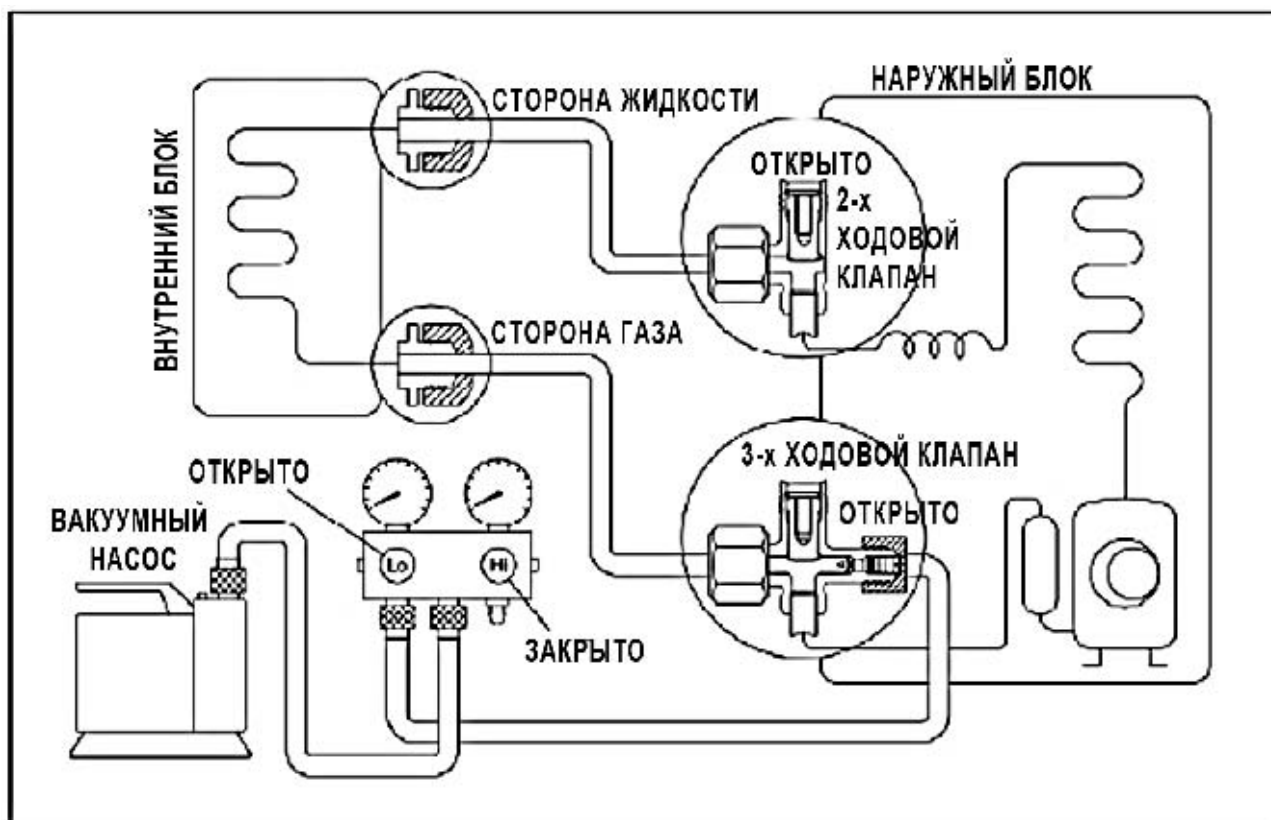 НАРУЖНЫЙ БЛОК
СТОРОНА ЖИДКОСТИ
ВНУТРЕННИЙ БЛОК
ОТКРЫТО
2-х
ХОДОВОЙ
КЛАПАН
СТОРОНА ГАЗА
3-х ХОДОВОЙ КЛАПАН
ОТКРЫТО
ОТКРЫТО
ВАКУУМНЫЙ
НАСОС
Lo
Hi
ЗАКРЫТО